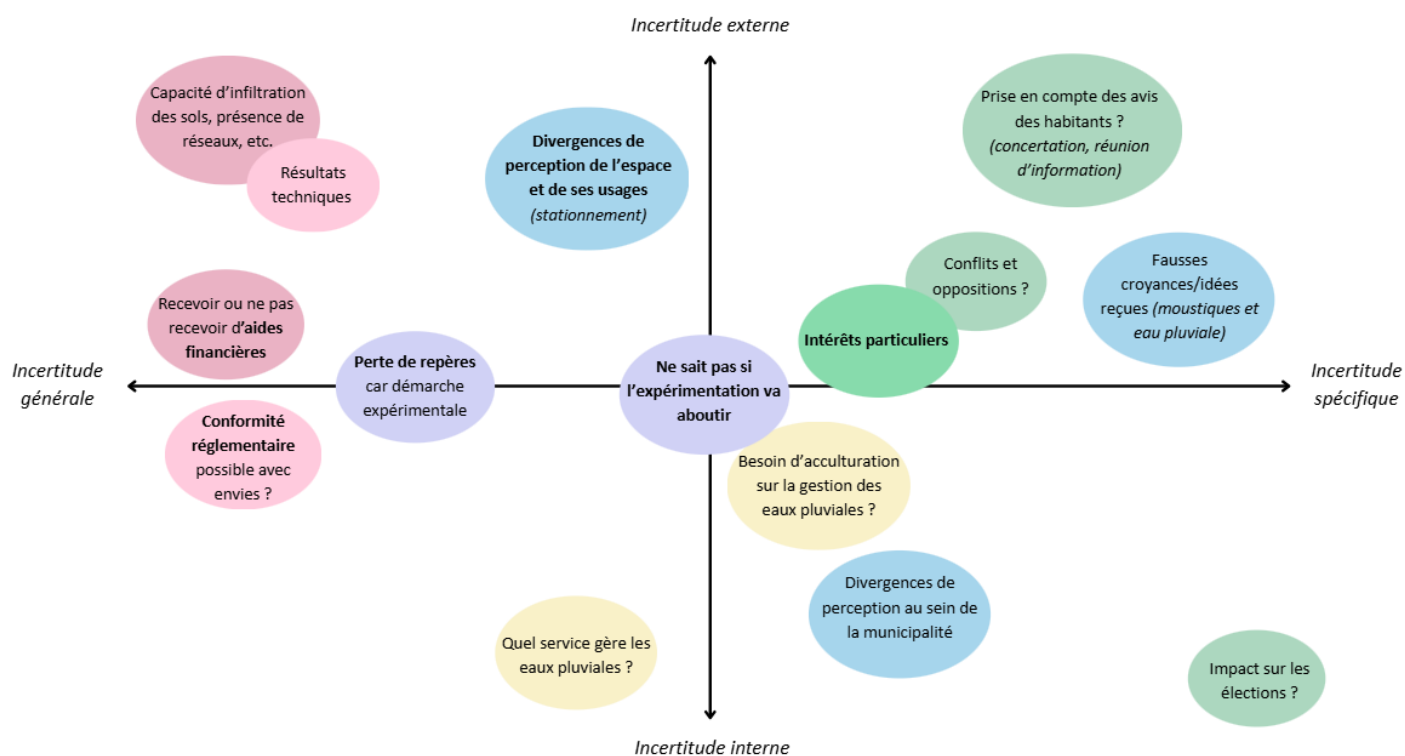 Incertitude externe
Capacité d’infiltration
des sols, présence de
réseaux, etc.
Résultats
techniques
Divergences de
perception de l’espace
et de ses usages
(stationnement)
Prise en compte des avis
des habitants ?
(concertation, réunion
d’information)
Conflits et
oppositions ?
Fausses
croyances/idées
reçues (moustiques et
eau pluviale)
Intérêts particuliers
Recevoir ou ne pas
recevoir d’aides
financières
Perte de repères
car démarche
expérimentale
Ne sait pas si
l’expérimentation va
aboutir
Incertitude
générale
Incertitude
spécifique
Conformité
réglementaire
possible avec
envies ?
Besoin d’acculturation
sur la gestion des
eaux pluviales ?
Divergences de
perception au sein de
la municipalité
Quel service gère les
eaux pluviales ?
Impact sur les
élections ?
Incertitude interne